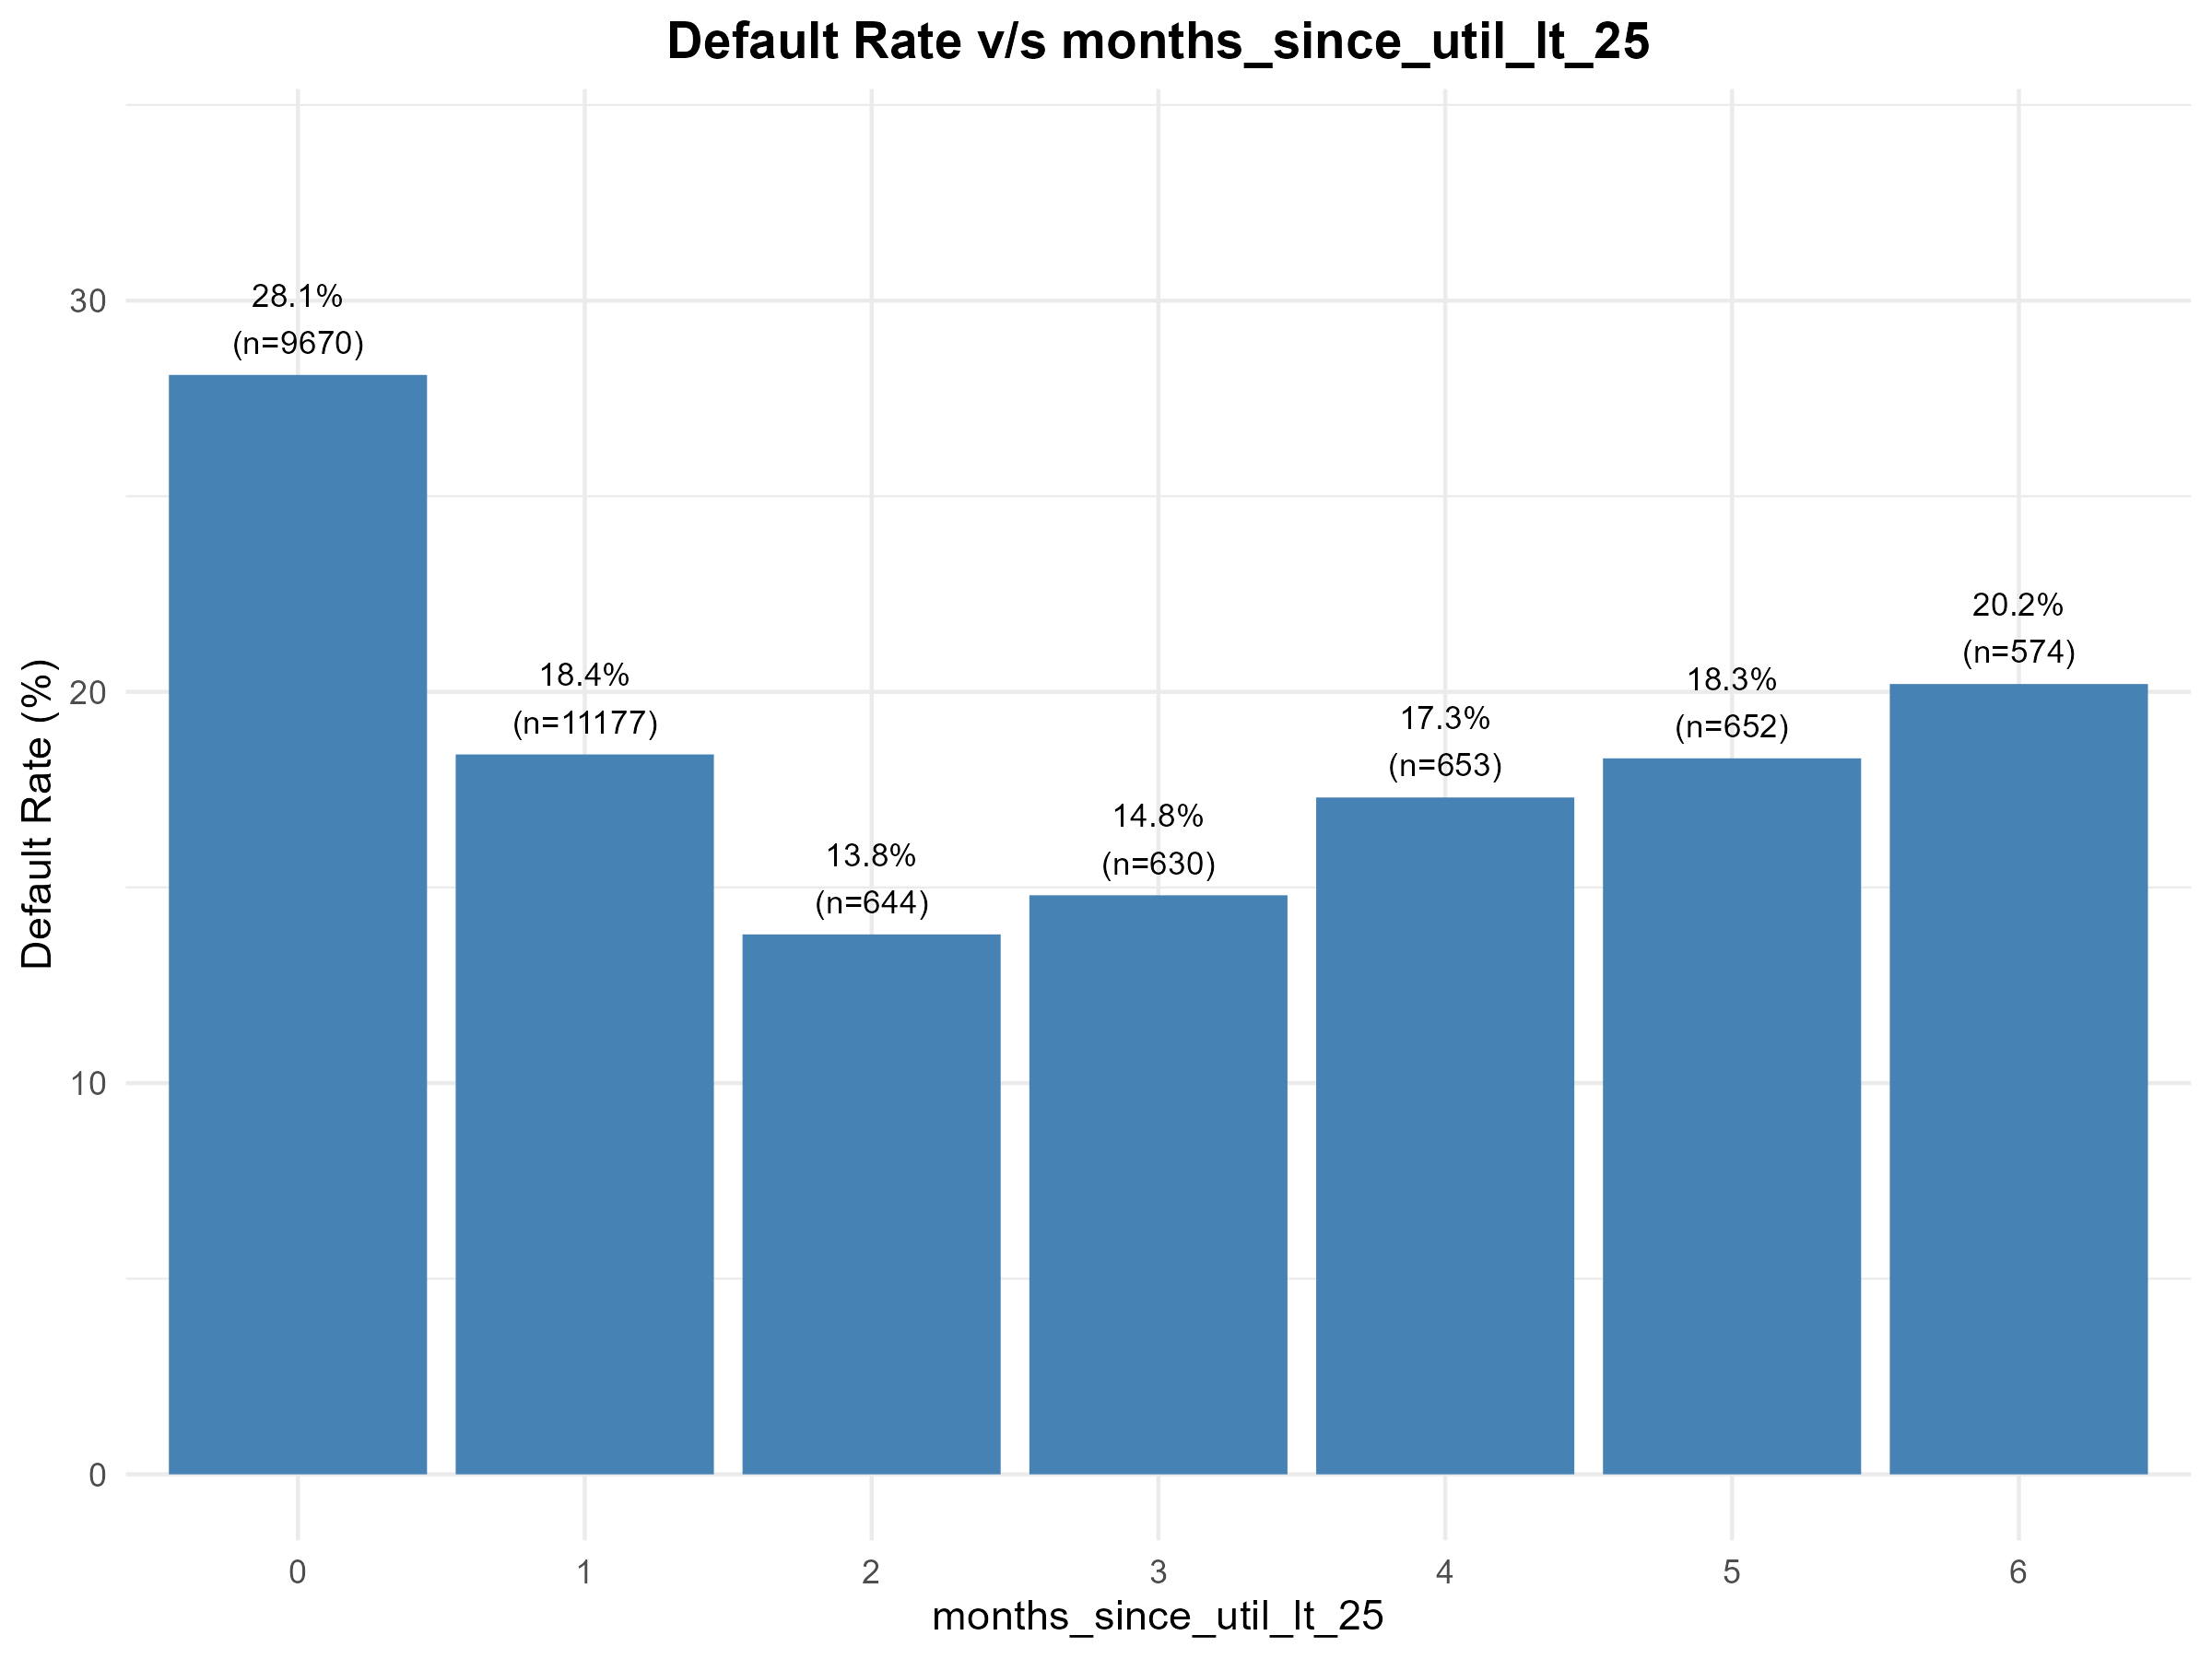 Default Rate v/s months_since_util_lt_25
Default Rate (%)
30
20
10
0
28.1%
(n=9670)
18.4%
(n=11177)
13.8%
(n=644)
14.8%
(n=630)
17.3%
(n=653)
18.3%
(n=652)
20.2%
(n=574)
0 1 2 3 4 5 6
months_since_util_lt_25